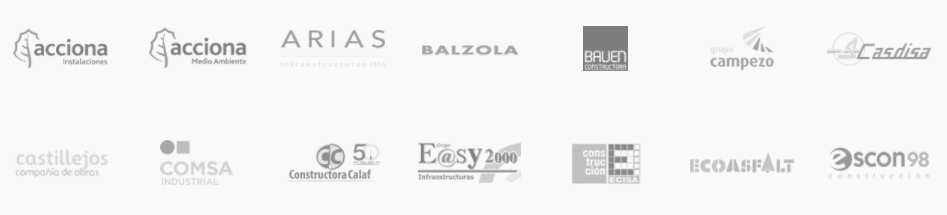 acciona
Instalaciones
acciona
Medio Ambiente
ARIAS
Infraestructuras
BALZOLA
BAUEN
CONSTRUCTORA
grupo
campezo
Casdisa
castillejos
compañía de obras
COMSA
INDUSTRIAL
CC
50
Constructora Calaf
Grupo
E@sy 2000
Infraestructuras
cons
truc
ción
E
ECISA
ECOASFALT
escon98
construcción